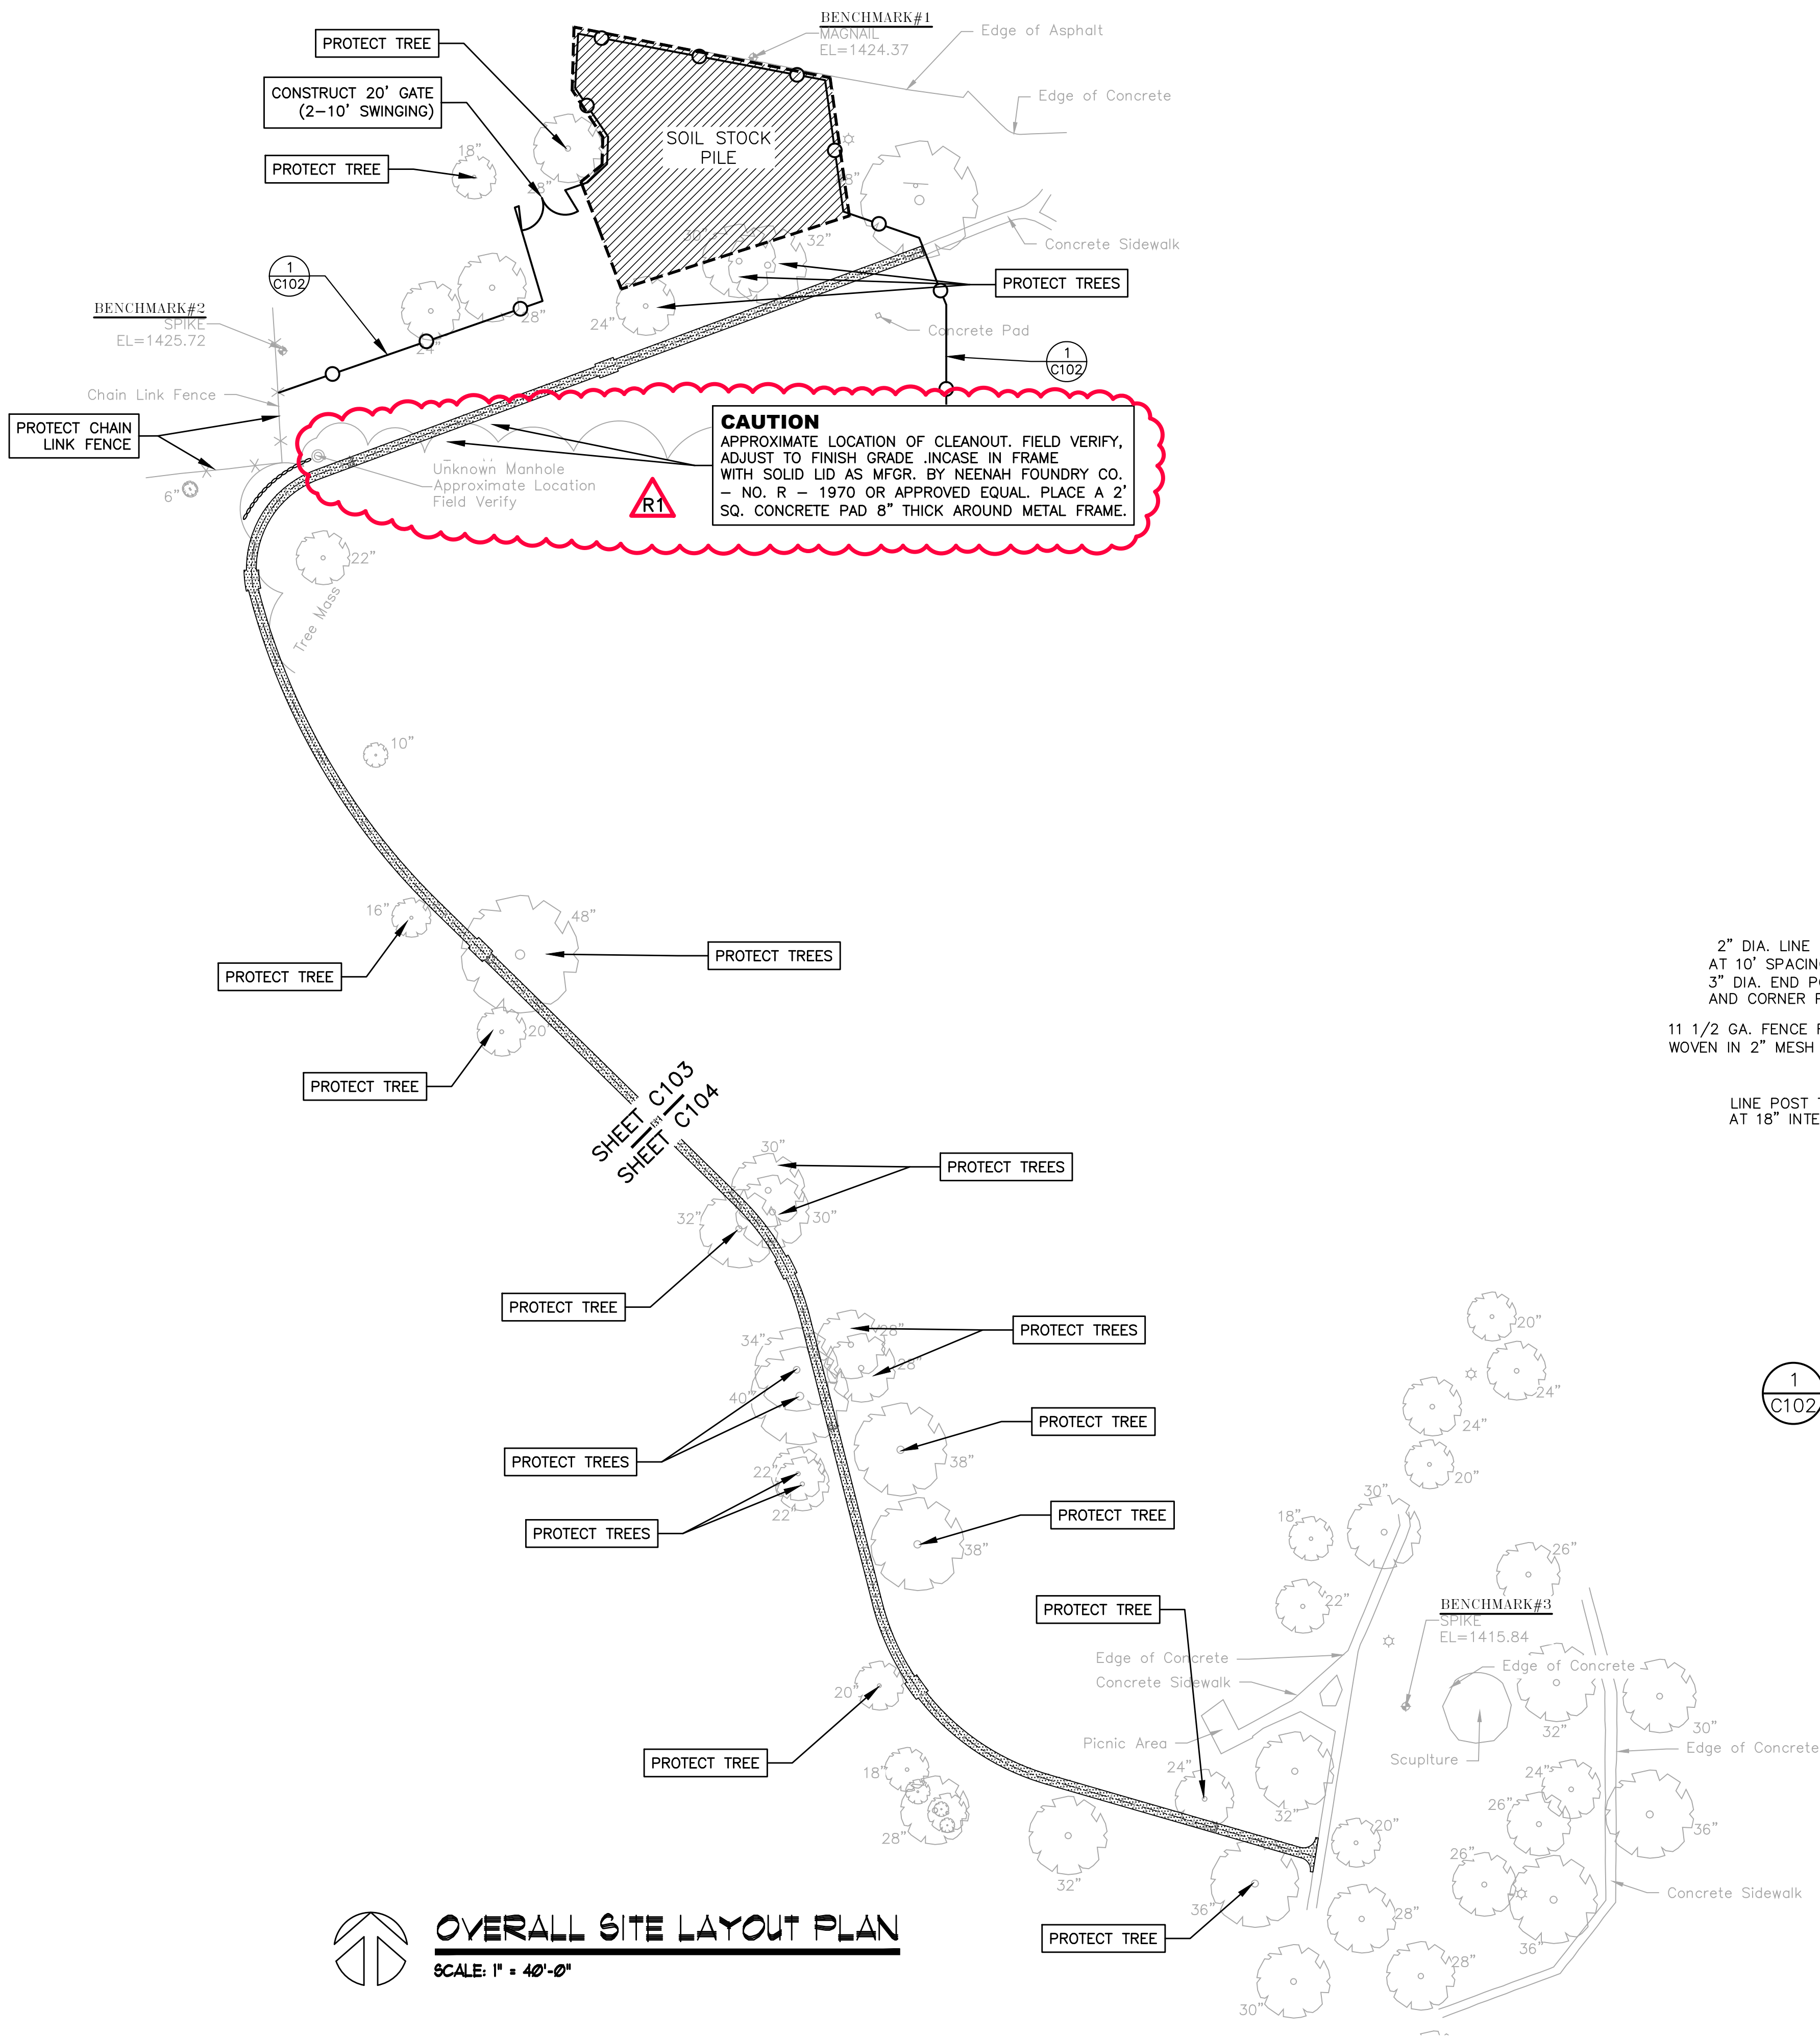 BENCHMARK#1
MAGNAIL
EL=1424.37
Edge of Asphalt
PROTECT TREE
CONSTRUCT 20' GATE
(2-10' SWINGING)
Edge of Concrete
SOIL STOCK
PILE
18"
PROTECT TREE
28"
30"
32"
Concrete Sidewalk
1
C102
PROTECT TREES
BENCHMARK#2
SPIKE
EL=1425.72
28"
24"
24"
Concrete Pad
1
C102
Chain Link Fence
PROTECT CHAIN
LINK FENCE
CAUTION
APPROXIMATE LOCATION OF CLEANOUT. FIELD VERIFY,
ADJUST TO FINISH GRADE .INCASE IN FRAME
WITH SOLID LID AS MFGR. BY NEENAH FOUNDRY CO.
- NO. R - 1970 OR APPROVED EQUAL. PLACE A 2'
SQ. CONCRETE PAD 8" THICK AROUND METAL FRAME.
Unknown Manhole
Approximate Location
Field Verify
R1
6"
22"
Tree Mass
10"
16"
48"
PROTECT TREES
PROTECT TREE
20"
PROTECT TREE
2" DIA. LINE
AT 10' SPACIN
3" DIA. END P
AND CORNER
11 1/2 GA. FENCE
WOVEN IN 2" MESH
LINE POST
AT 18" INTE
SHEET C103
SHEET C104
30"
PROTECT TREES
32"
30"
PROTECT TREE
34"
28"
PROTECT TREES
28"
40"
20"
24"
1
C102
24"
PROTECT TREE
38"
PROTECT TREES
22"
22"
20"
30"
18"
PROTECT TREE
PROTECT TREES
38"
26"
PROTECT TREE
22"
BENCHMARK#3
SPIKE
EL=1415.84
Edge of Concrete
Concrete Sidewalk
Edge of Concrete
20"
32"
30"
Picnic Area
Scuplture
Edge of Concrete
PROTECT TREE
18"
24"
24"
32"
26"
36"
28"
20"
26"
32"
36"
Concrete Sidewalk
28"
36"
PROTECT TREE
28"
30"
OVERALL SITE LAYOUT PLAN
SCALE: 1" = 40'-0"